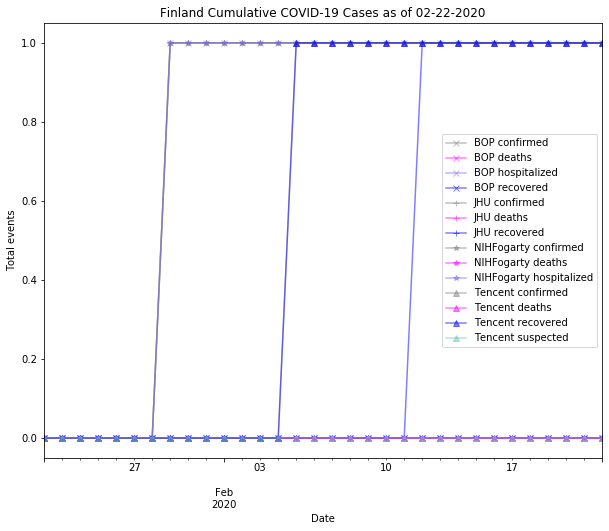 Finland Cumulative COVID-19 Cases as of 02-22-2020
1.0
0.8
0.6
0.4
0.2
0.0
Total events
BOP confirmed
BOP deaths
BOP hospitalized
BOP recovered
JHU confirmed
JHU deaths
JHU recovered
NIHFogarty confirmed
NIHFogarty deaths
NIHFogarty hospitalized
Tencent confirmed
Tencent deaths
Tencent recovered
Tencent suspected
27 03 10 17
Feb
2020
Date